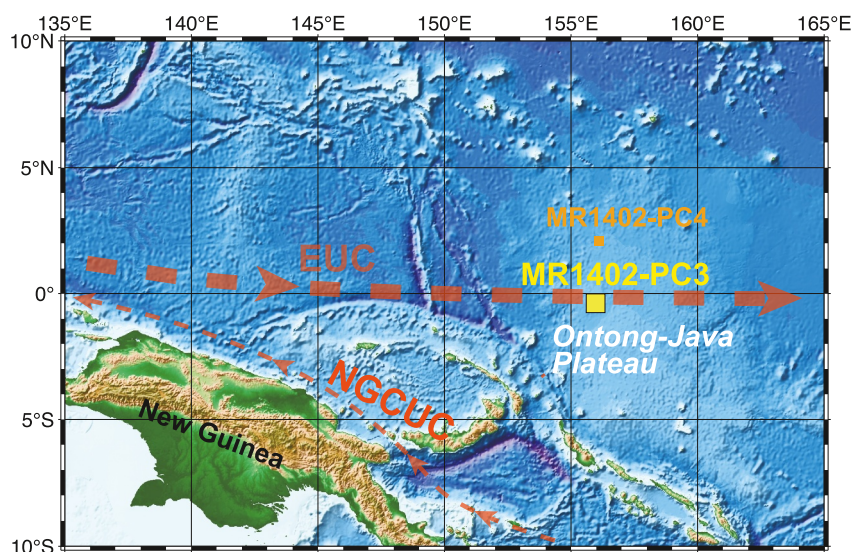 135°E 140°E 145°E 150°E 155°E 160°E 165°E
10°N
5°N
MR1402-PC4
EUC
MR1402-PC3
0°
Ontong-Java
Plateau
NGCUC
New Guinea
5°S
10°S